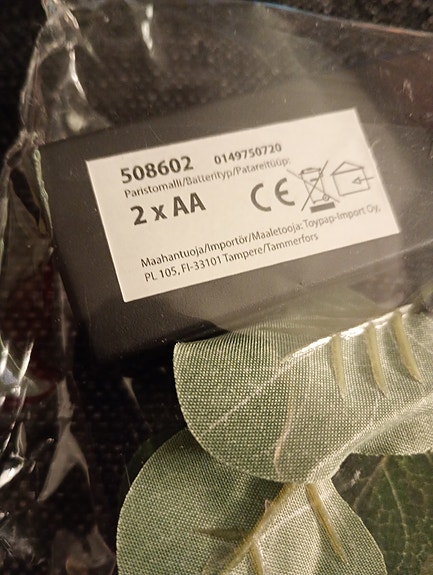 508602 0149750720
Paristomalli/Batterityp/Patareitüüp:
2 x AA CE
Maahantuoja/Importör/Maaletooja: Toypap-Import Oy,
PL 105, FI-33101 Tampere/Tammerfors